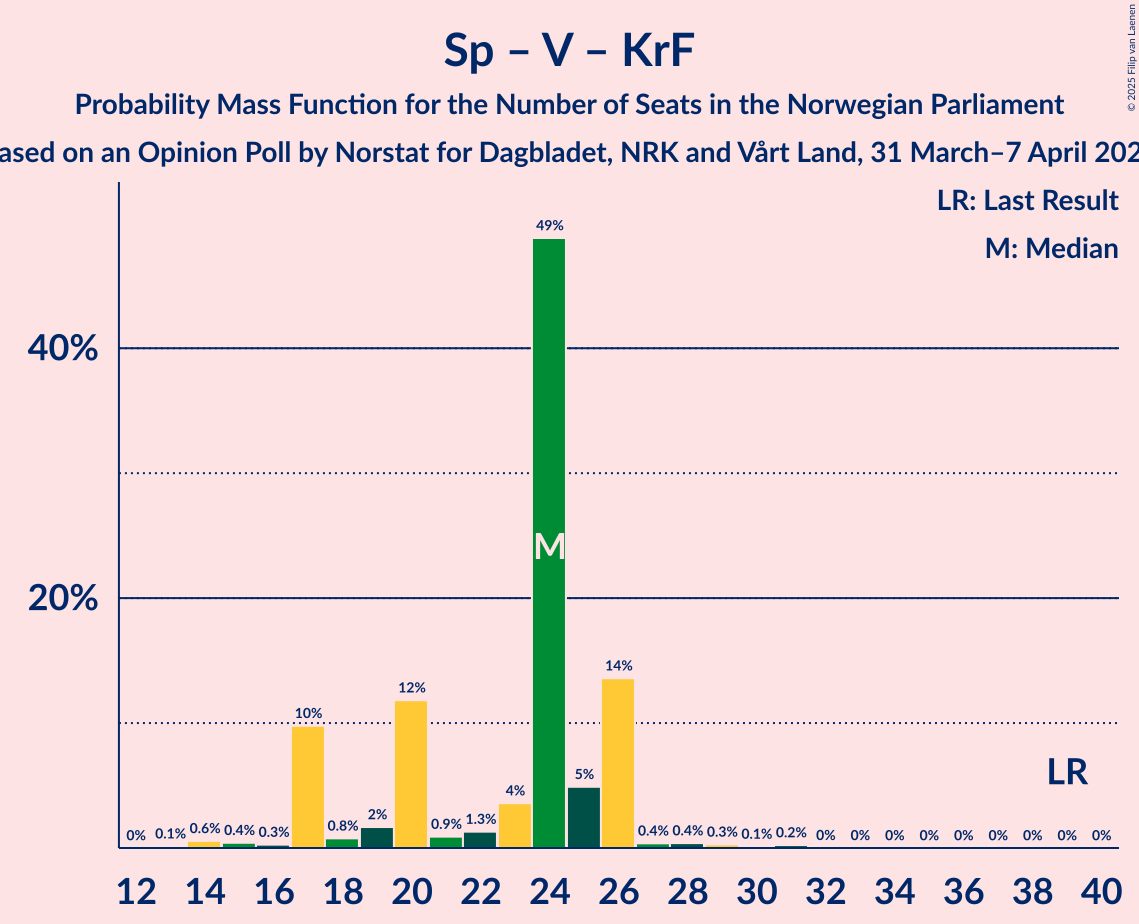 Sp – V – KrF
Probability Mass Function for the Number of Seats in the Norwegian Parliament
ased on an Opinion Poll by Norstat for Dagbladet, NRK and Vårt Land, 31 March–7 April 202
© 2025 Filip van Laenen
LR: Last Result
M: Median
49%
40%
M
20%
14%
12%
10%
LR
5%
4%
2%
0% 0.1% 0.6% 0.4% 0.3% 0.8% 0.9% 1.3% 0.4% 0.4% 0.3% 0.1% 0.2% 0% 0% 0% 0% 0% 0% 0% 0% 0%
12 14 16 18 20 22 24 26 28 30 32 34 36 38 40